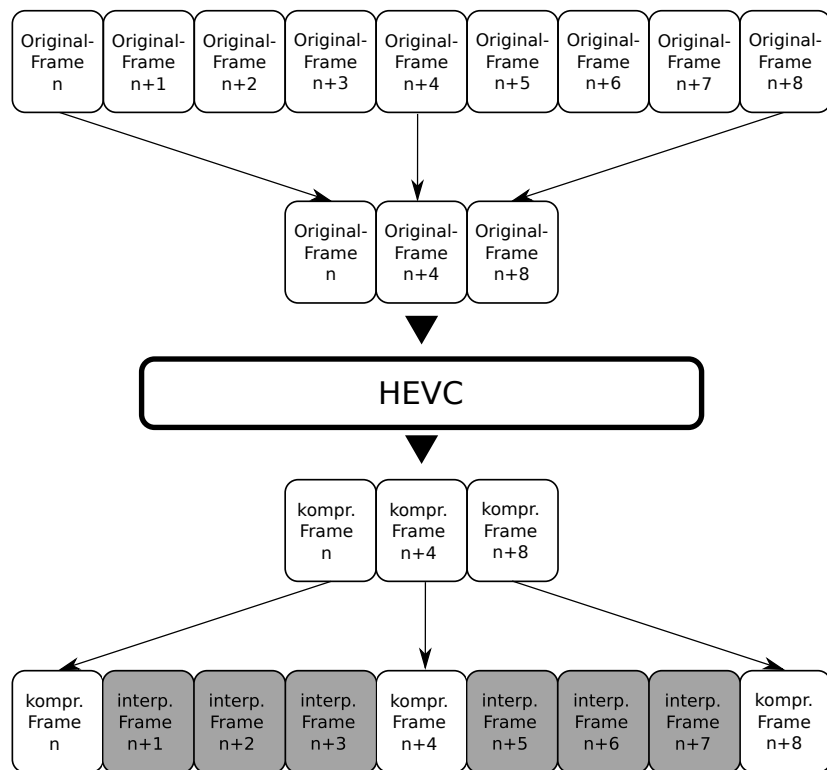 Original-
Frame
n
Original-
Frame
n+1
Original-
Frame
n+2
Original-
Frame
n+3
Original-
Frame
n+4
Original-
Frame
n+5
Original-
Frame
n+6
Original-
Frame
n+7
Original-
Frame
n+8
Original-
Frame
n
Original-
Frame
n+4
Original-
Frame
n+8
HEVC
kompr.
Frame
n
kompr.
Frame
n+4
kompr.
Frame
n+8
kompr.
Frame
n
interp.
Frame
n+1
interp.
Frame
n+2
interp.
Frame
n+3
kompr.
Frame
n+4
interp.
Frame
n+5
interp.
Frame
n+6
interp.
Frame
n+7
kompr.
Frame
n+8